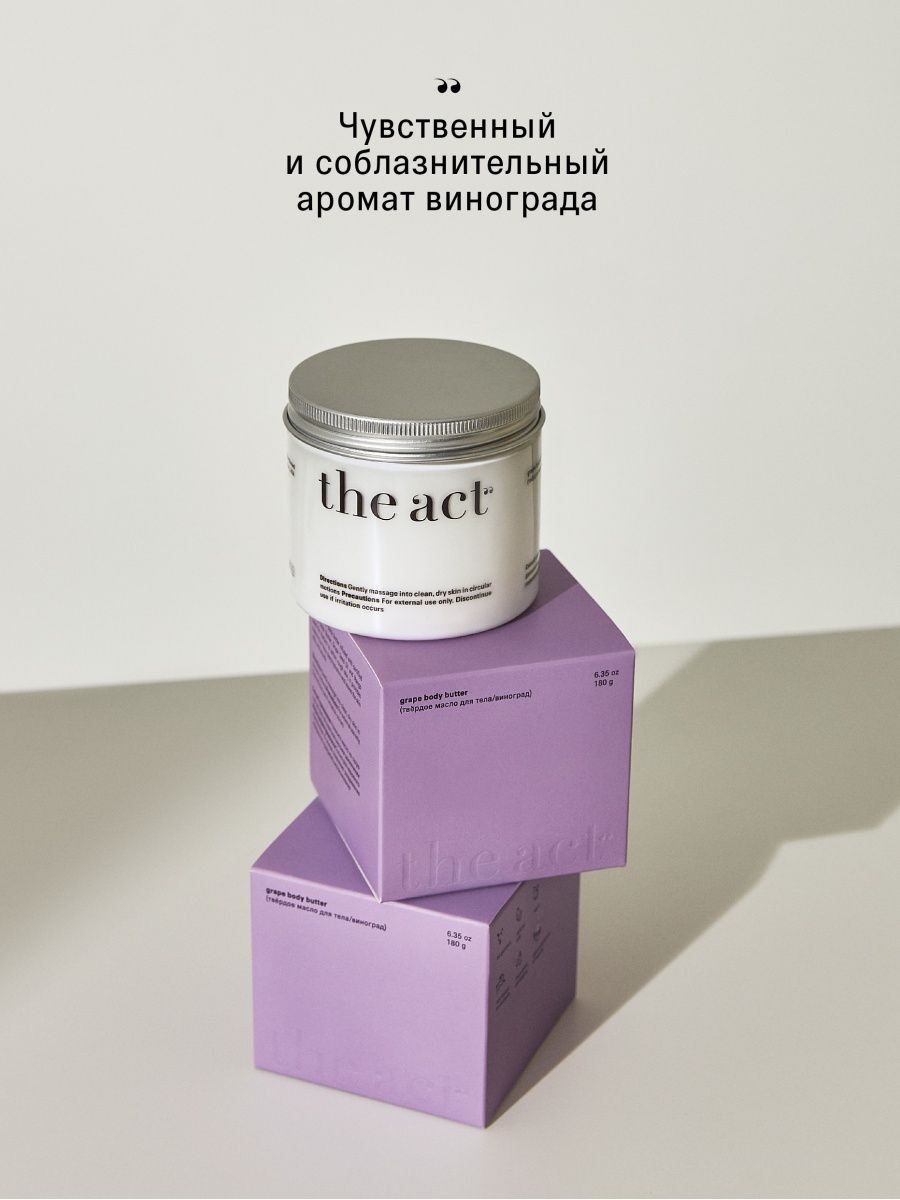 Чувственный
и соблазнительный
аромат винограда
the act
Directions Gently massage into clean, dry skin in circular
motions Precautions For external use only. Discontinue
use if irritation occurs
grape body butter
(твёрдое масло для тела/виноград)
6.35 oz
180 g
the act
grape body butter
(твёрдое масло для тела/виноград)
6.35 oz
180 g
the act